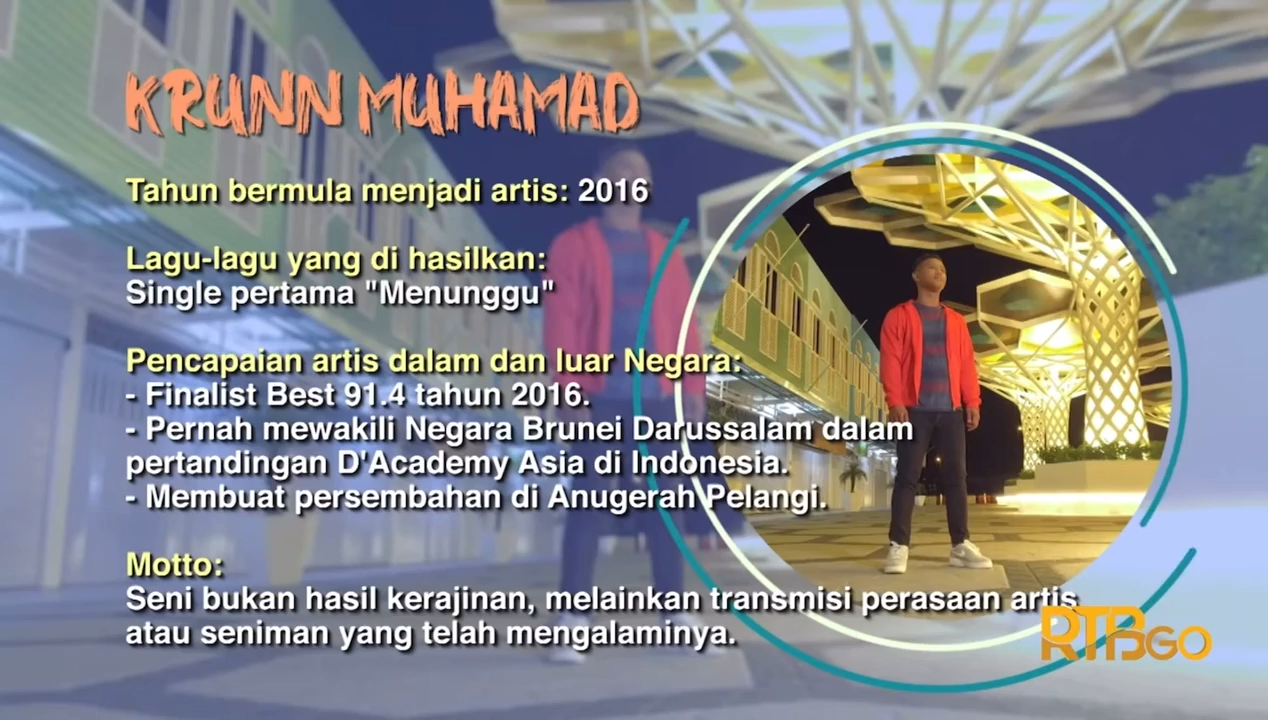 KRUNN MUHAMAD
Tahun bermula menjadi artis: 2016
Lagu-lagu yang di hasilkan:
Single pertama "Menunggu"
Pencapaian artis dalam dan luar Negara:
- Finalist Best 91.4 tahun 2016.
- Pernah mewakili Negara Brunei Darussalam dalam
pertandingan D'Academy Asia di Indonesia.
- Membuat persembahan di Anugerah Pelangi.
Motto:
Seni bukan hasil kerajinan, melainkan transmisi perasaan artis
atau seniman yang telah mengalaminya.
RTBGO